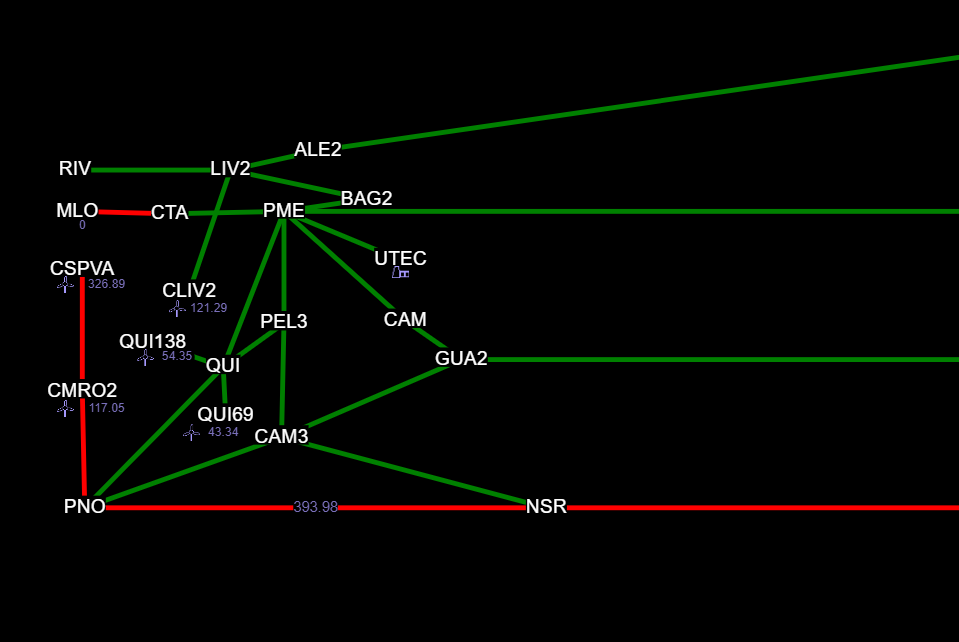 ALE2
RIV
LIV2
BAG2
MLO
CTA
PME
0
UTEC
CSPVA
326.89
CLIV2
121.29
PEL3
CAM
QUI138
54.35
GUA2
QUI
CMRO2
117.05
QUI69
43.34
CAM3
PNO
393.98
NSR